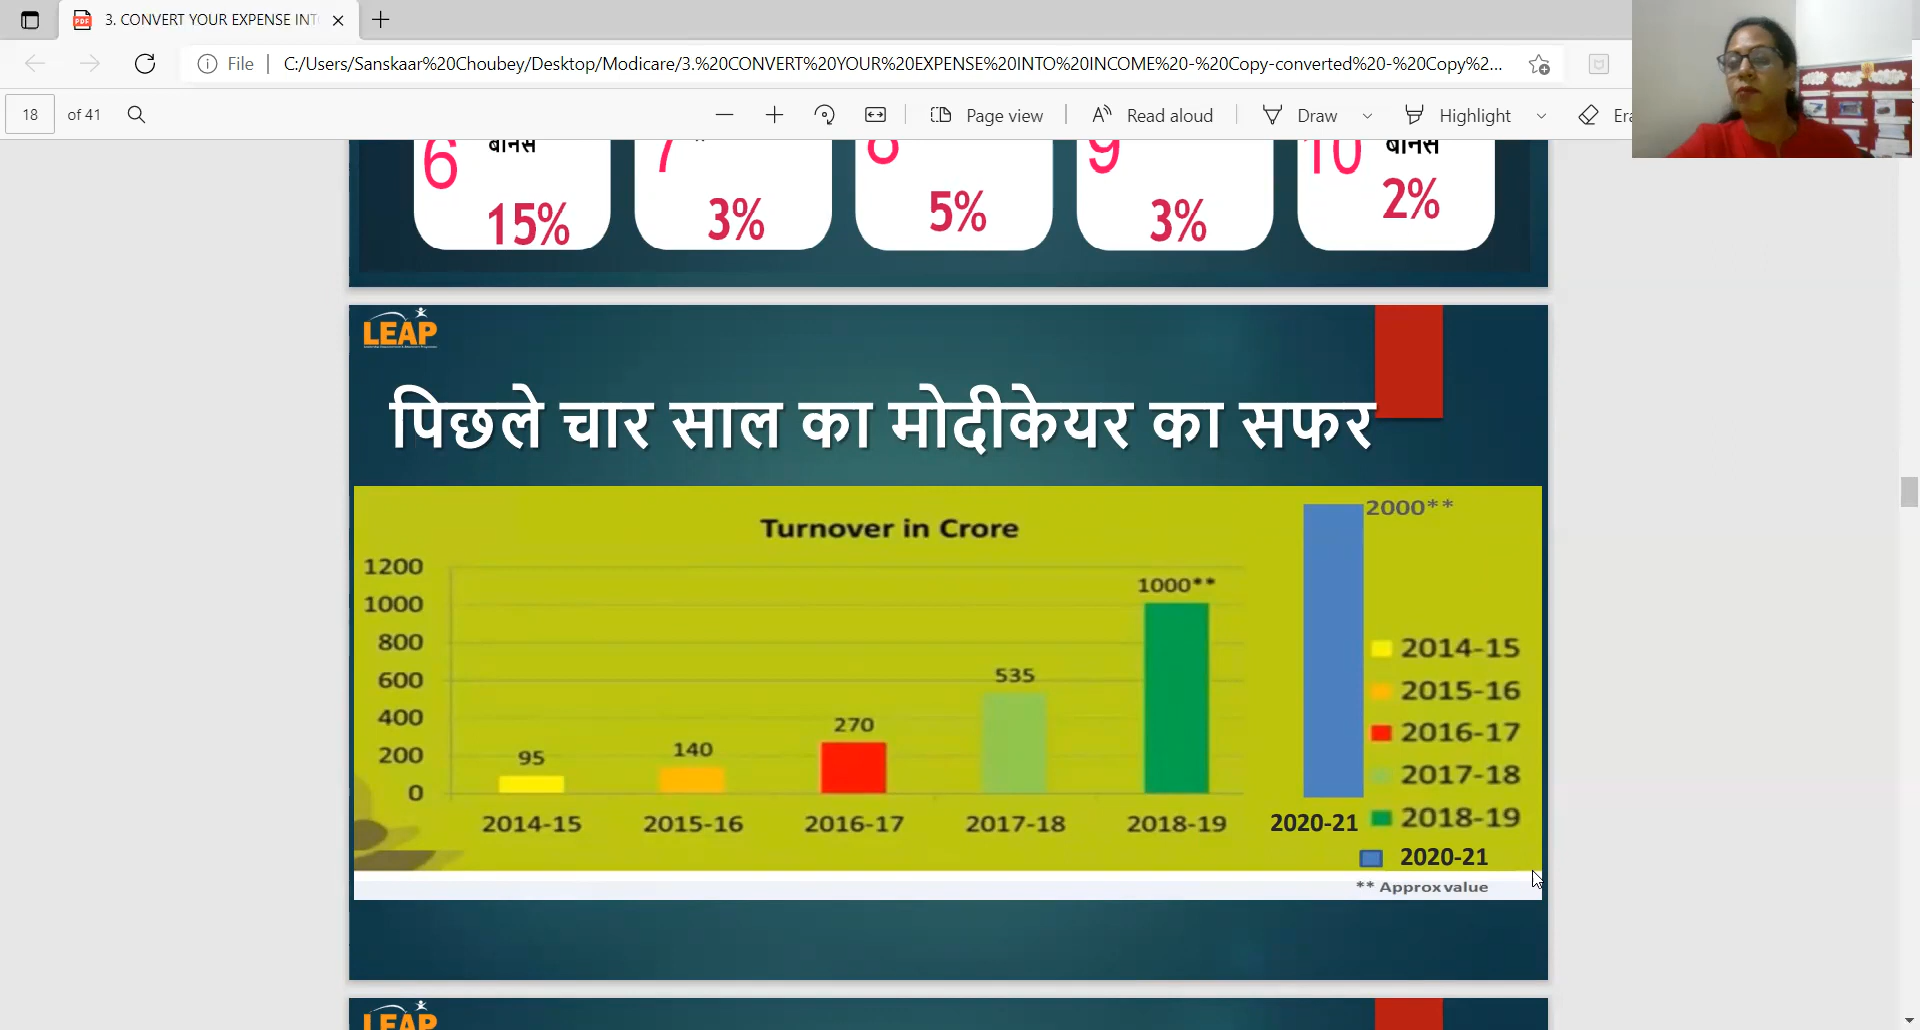 3. CONVERT YOUR EXPENSE INT
File
C:/Users/Sanskaar%20Choubey/Desktop/Modicare/3.%20CONVERT%20YOUR%20EXPENSE%20INTO%20INCOME%20-%20Copy-converted%20-%20Copy%2...
18 of 41 Page view Read aloud Draw Highlight Era
6 बोनस 7 8 9 10 बोनस
15% 3% 5% 3% 2%
LEAP
पिछले चार साल का मोदीकेयर का सफर
Turnover in Crore
2000**
1200
1000
800
600
400
200
0
95
140
270
535
1000**
2014-15 2015-16 2016-17 2017-18 2018-19 2020-21
2014-15
2015-16
2016-17
2017-18
2018-19
2020-21
** Approx value
LEAP